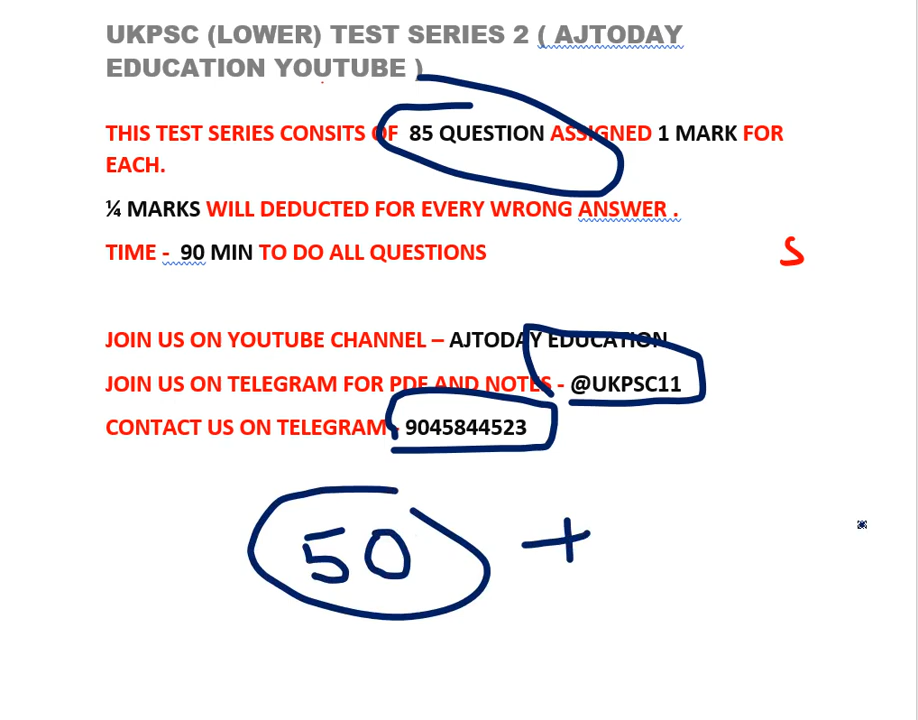 UKPSC (LOWER) TEST SERIES 2 ( AJTODAY
EDUCATION YOUTUBE )
THIS TEST SERIES CONSITS OF 85 QUESTION ASSIGNED 1 MARK FOR
EACH.
¼ MARKS WILL DEDUCTED FOR EVERY WRONG ANSWER .
TIME - 90 MIN TO DO ALL QUESTIONS
S
JOIN US ON YOUTUBE CHANNEL – AJTODAY EDUCATION
JOIN US ON TELEGRAM FOR PDF AND NOTES - @UKPSC11
CONTACT US ON TELEGRAM - 9045844523
50 +